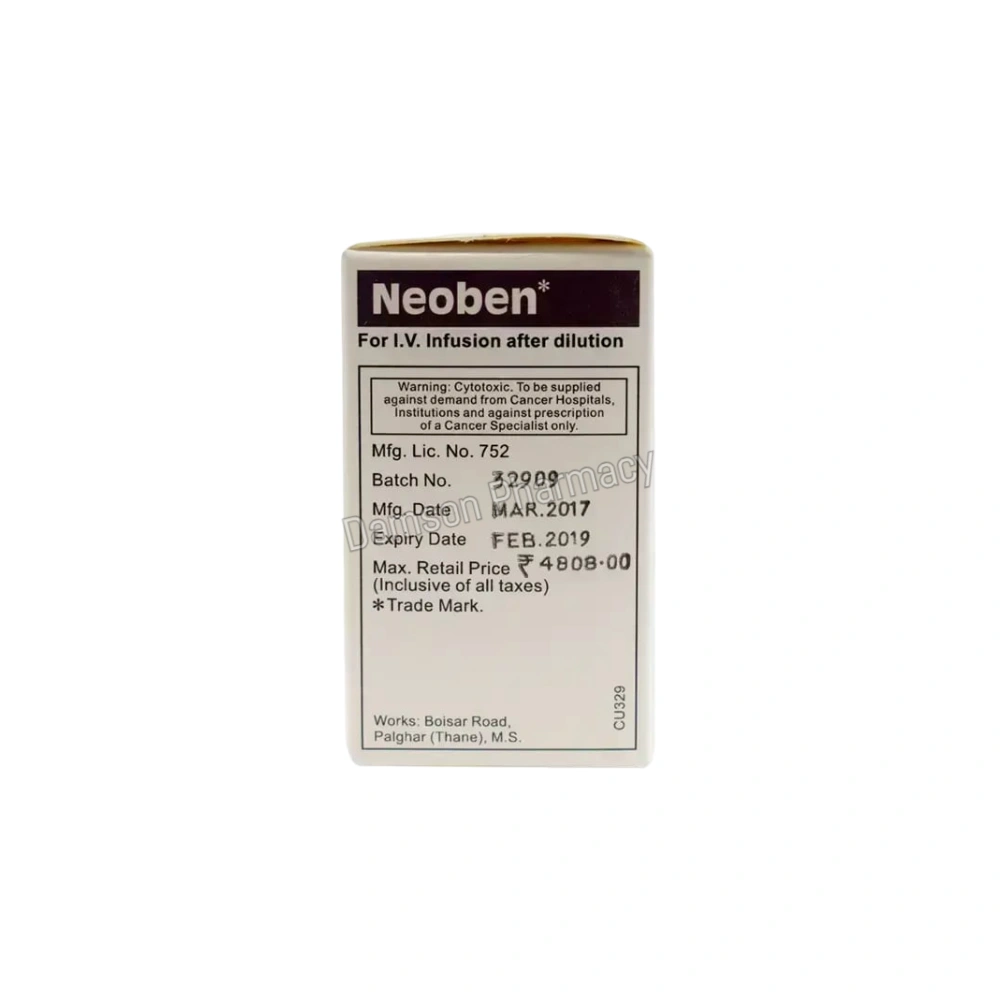 Neoben*
For I.V. Infusion after dilution
Warning: Cytotoxic. To be supplied
against demand from Cancer Hospitals,
Institutions and against prescription
of a Cancer Specialist only.
Mfg. Lic. No. 752
Batch No. 32909
Mfg. Date MAR.2017
Expiry Date FEB.2019
Max. Retail Price ₹ 4808.00
(Inclusive of all taxes)
*Trade Mark.
Works: Boisar Road,
Palghar (Thane), M.S.
CU329
Damson Pharmacy